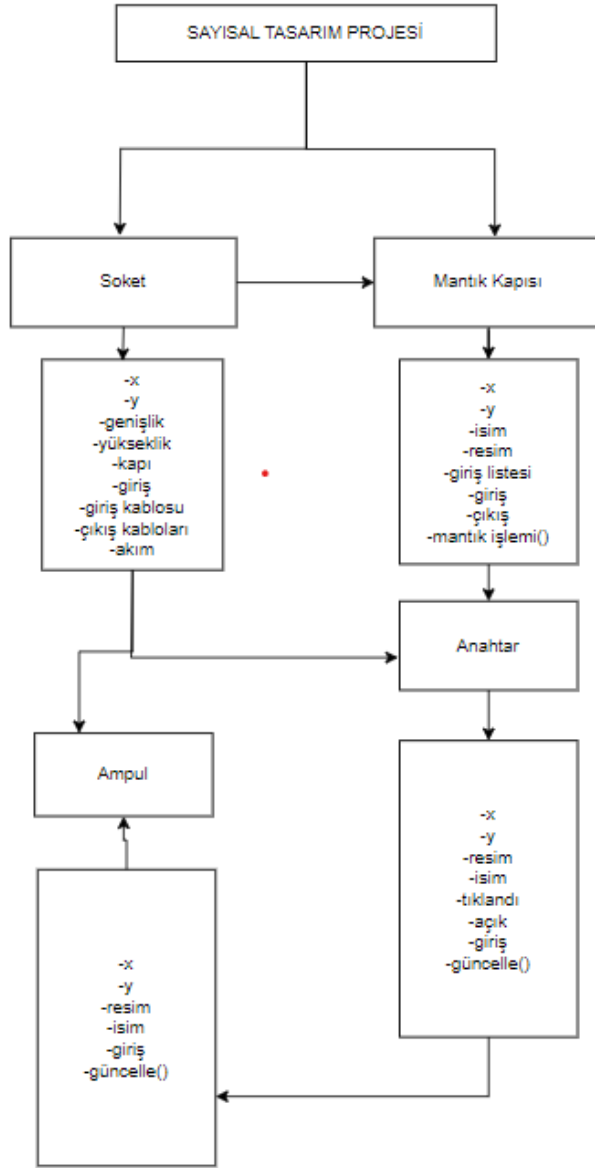 SAYISAL TASARIM PROJESİ
Soket
Mantık Kapısı
-x
-y
-genişlik
-yükseklik
-kapı
-giriş
-giriş kablosu
-çıkış kabloları
-akım
-x
-y
-isim
-resim
-giriş listesi
-giriş
-çıkış
-mantık işlemi()
Anahtar
Ampul
-x
-y
-resim
-isim
-tıklandı
-açık
-giriş
-güncelle()
-x
-y
-resim
-isim
-giriş
-güncelle()